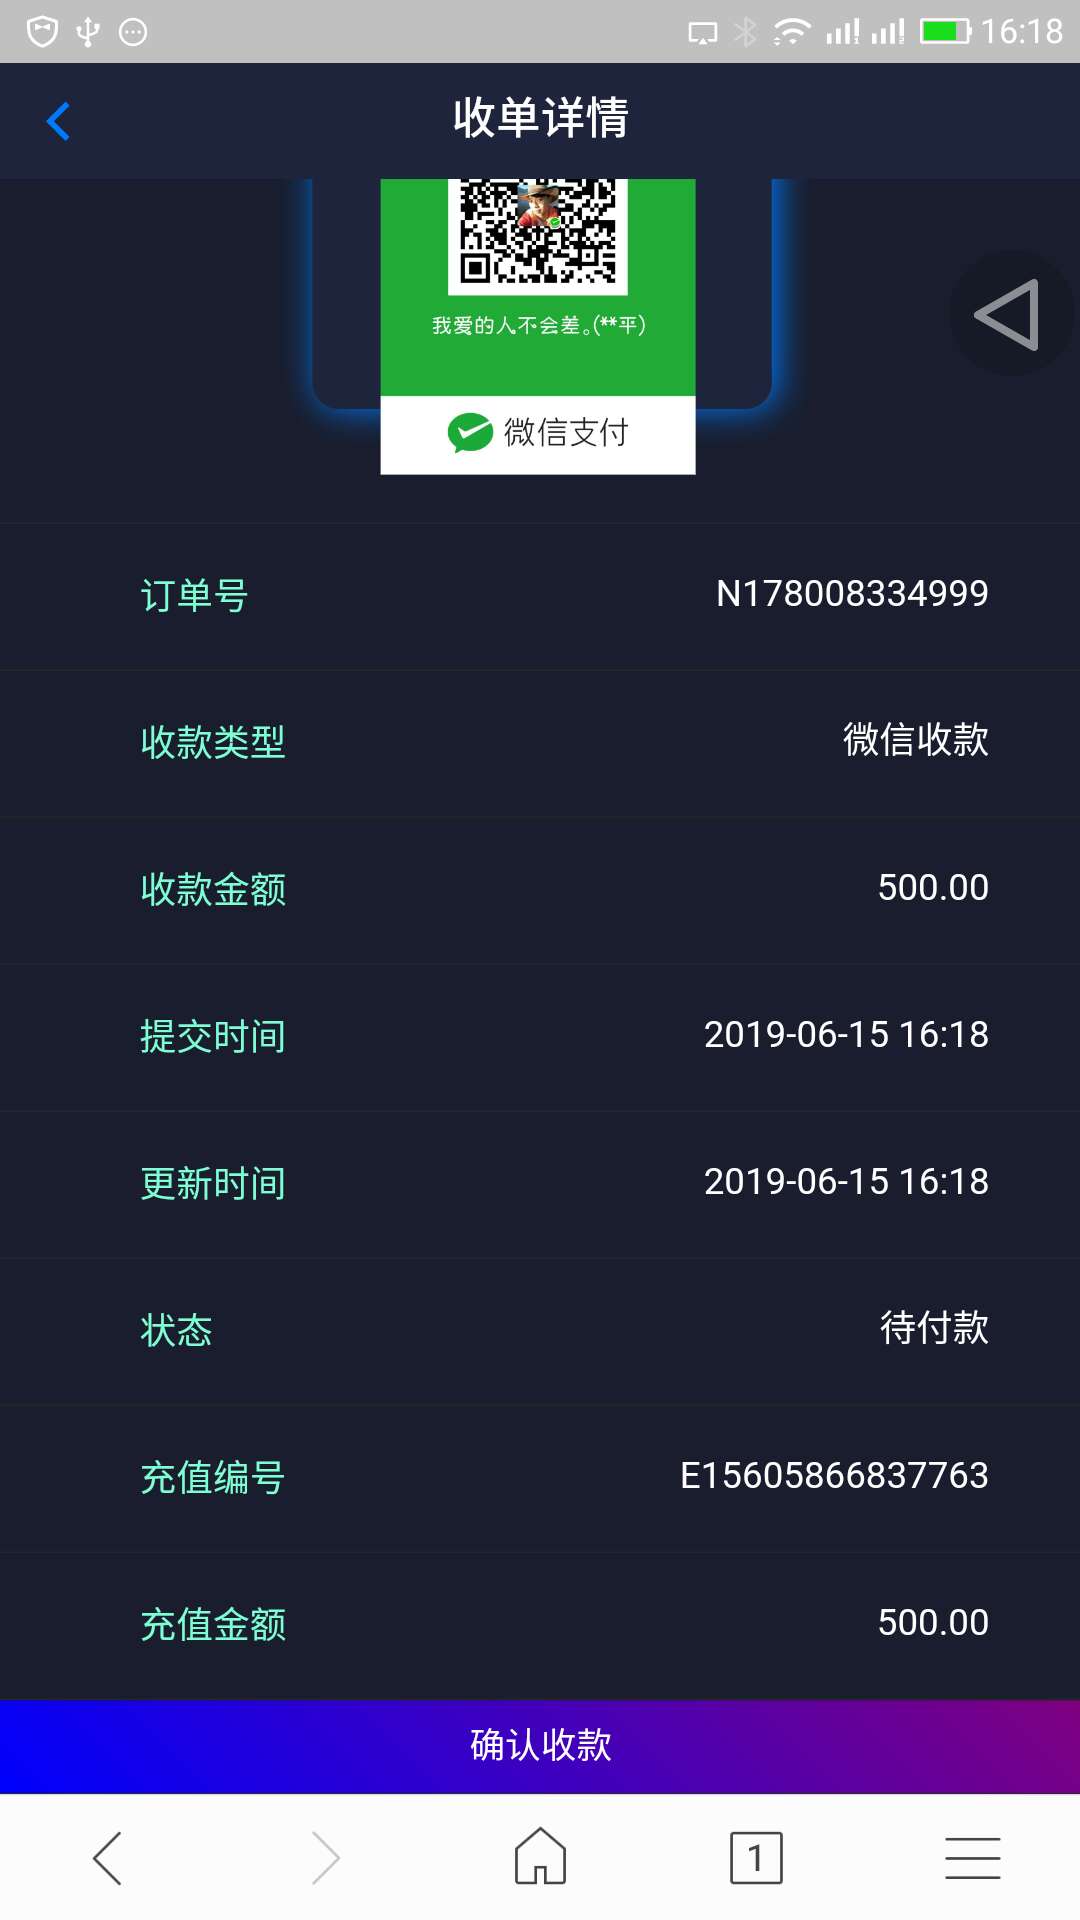 16:18
收单详情
我爱的人不会差。(**平)
微信支付
订单号 N178008334999
收款类型 微信收款
收款金额 500.00
提交时间 2019-06-15 16:18
更新时间 2019-06-15 16:18
状态 待付款
充值编号 E15605866837763
充值金额 500.00
确认收款
1